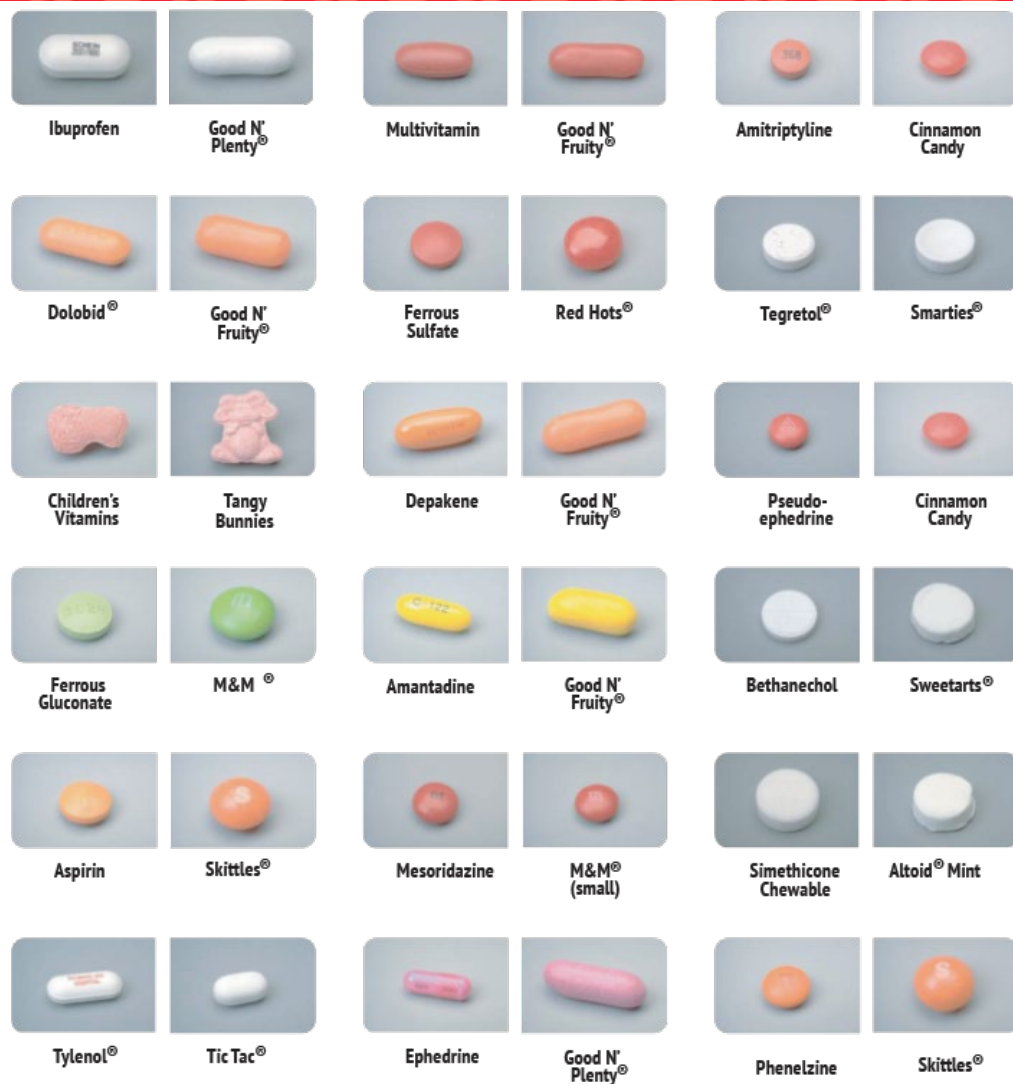 Ibuprofen
Good N'
Plenty®
Multivitamin
Good N'
Fruity®
Amitriptyline
Cinnamon
Candy
Dolobid®
Good N'
Fruity®
Ferrous
Sulfate
Red Hots®
Tegretol®
Smarties®
Children's
Vitamins
Tangy
Bunnies
Depakene
Good N'
Fruity®
Pseudo-
ephedrine
Cinnamon
Candy
Ferrous
Gluconate
M&M ®
Amantadine
Good N'
Fruity®
Bethanechol
Sweetarts®
Aspirin
S
Skittles®
Mesoridazine
M&M®
(small)
Simethicone
Chewable
Altoid® Mint
Tylenol®
Tic Tac®
Ephedrine
Good N'
Plenty®
Phenelzine
S
Skittles®